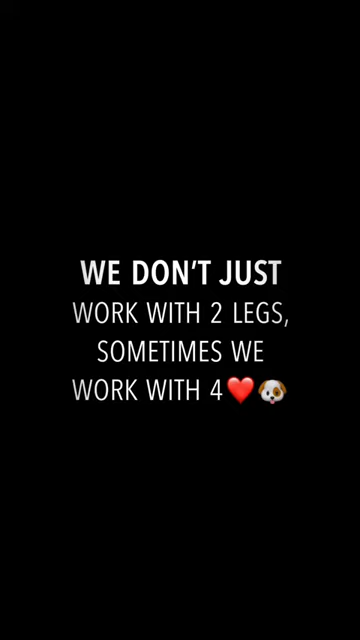 WE DON’T JUST
WORK WITH 2 LEGS,
SOMETIMES WE
WORK WITH 4❤️🐶